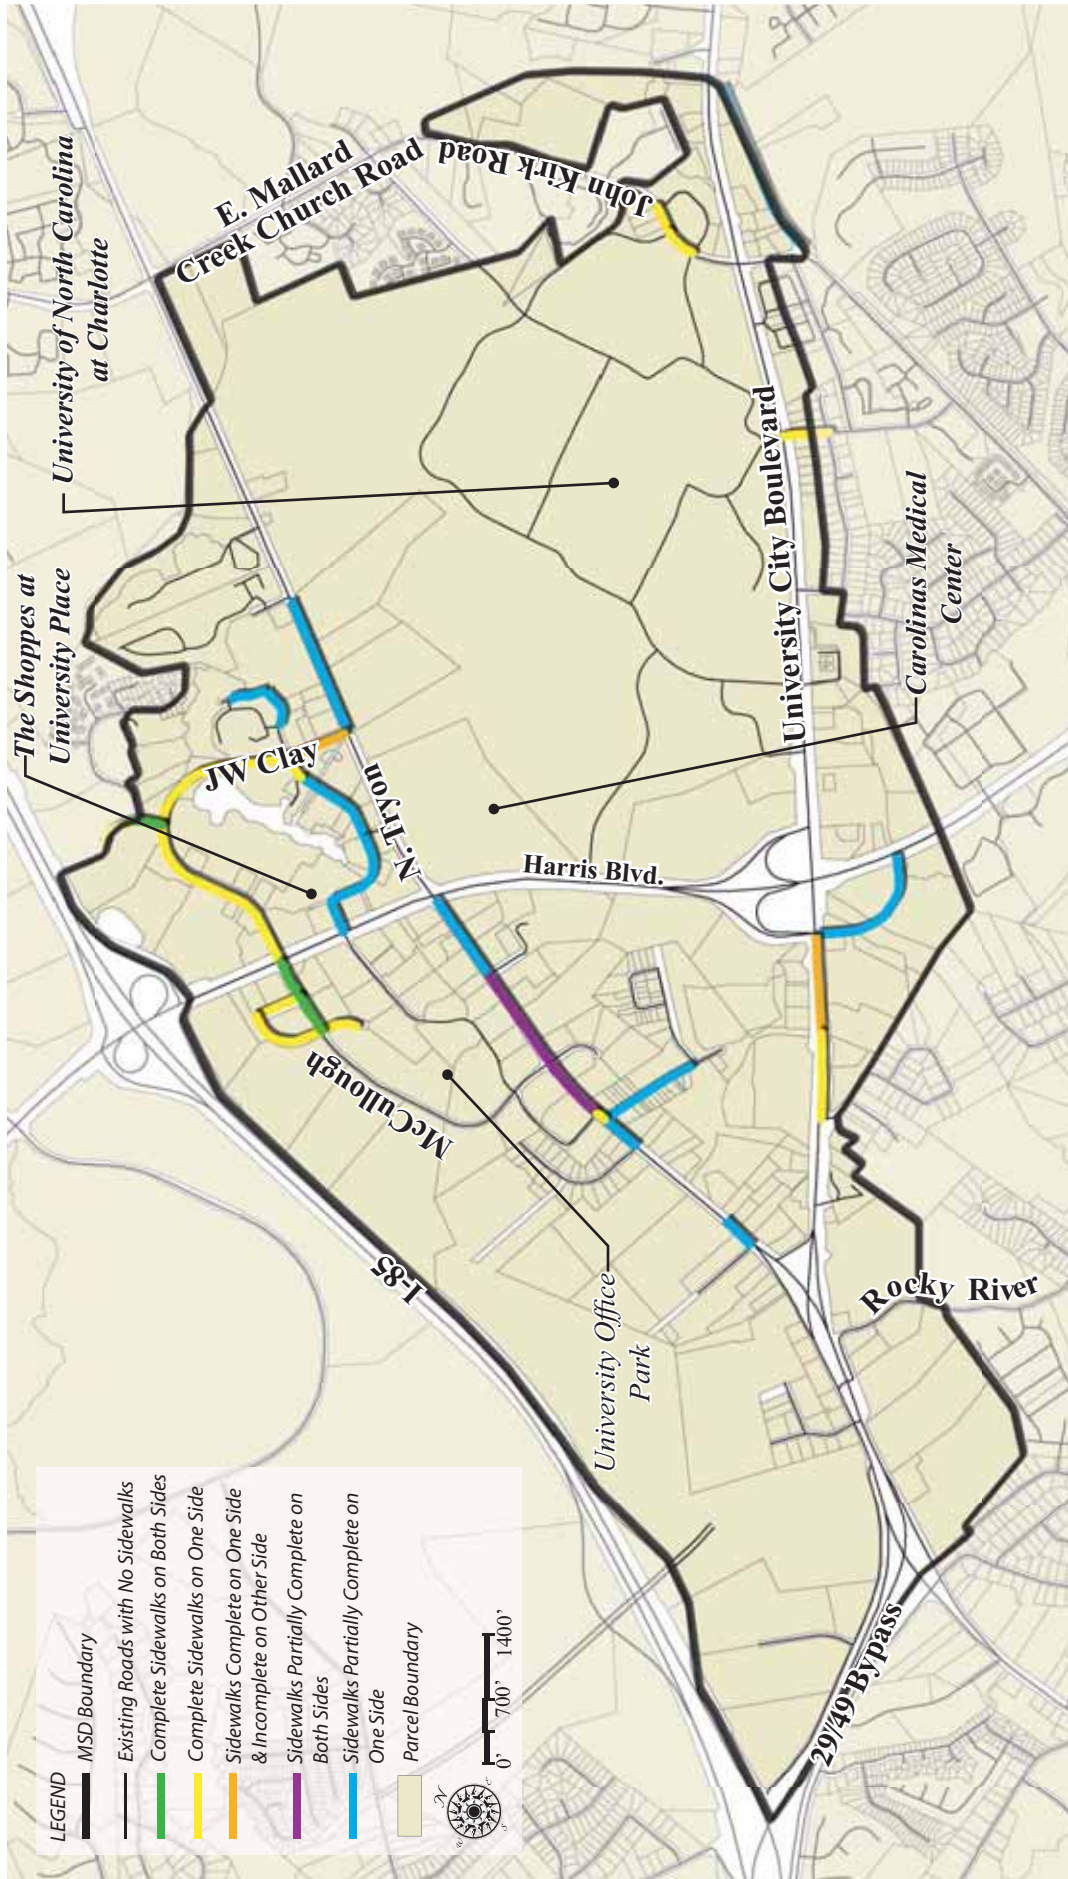 University of North Carolina
at Charlotte
The Shoppes at
University Place
E. Mallard
Creek Church Road
John Kirk Road
JW Clay
N. Tryon
Harris Blvd.
University City Boulevard
Carolinas Medical
Center
McCullough
I-85
University Office
Park
Rocky River
29/49 Bypass
LEGEND
MSD Boundary
Existing Roads with No Sidewalks
Complete Sidewalks on Both Sides
Complete Sidewalks on One Side
Sidewalks Complete on One Side
& Incomplete on Other Side
Sidewalks Partially Complete on
Both Sides
Sidewalks Partially Complete on
One Side
Parcel Boundary
0' 700' 1400'
N